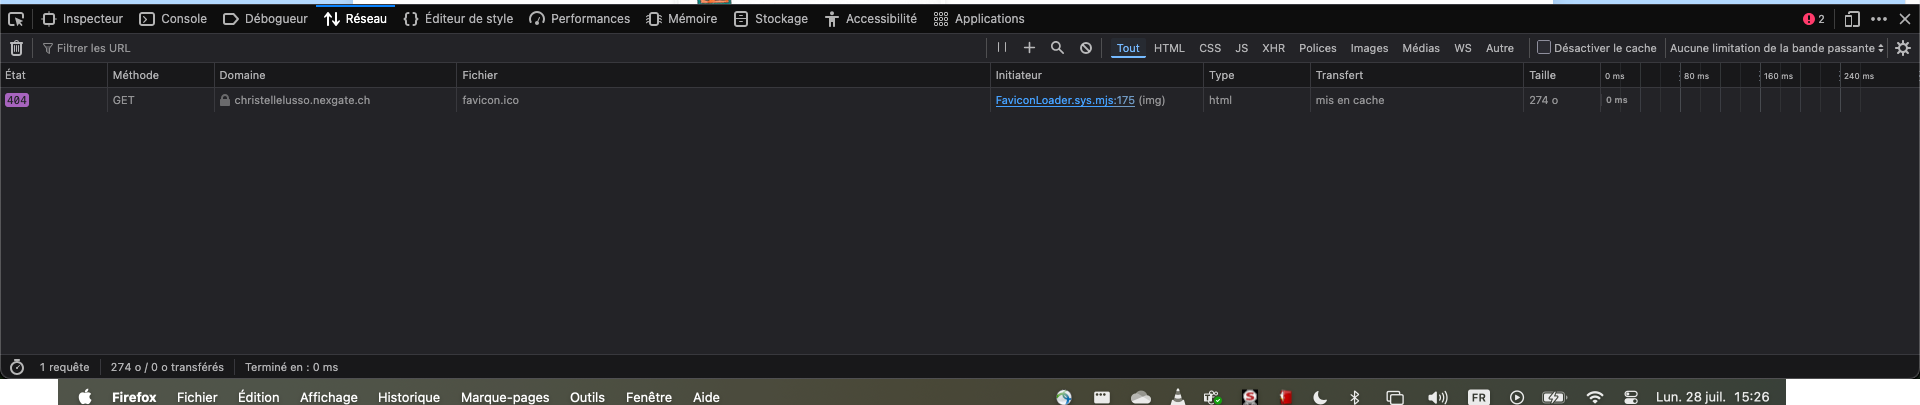 Inspecteur Console Débogueur Réseau Éditeur de style Performances Mémoire Stockage Accessibilité Applications 2
Filtrer les URL Tout HTML CSS JS XHR Polices Images Médias WS Autre Désactiver le cache Aucune limitation de la bande passante
État Méthode Domaine Fichier Initiateur Type Transfert Taille 0 ms 80 ms 160 ms 240 ms
404 GET christellelusso.nexgate.ch favicon.ico FaviconLoader.sys.mjs:175 (img) html mis en cache 274 o 0 ms
1 requête 274 o / 0 o transférés Terminé en : 0 ms
Firefox Fichier Édition Affichage Historique Marque-pages Outils Fenêtre Aide S FR Lun. 28 juil. 15:26